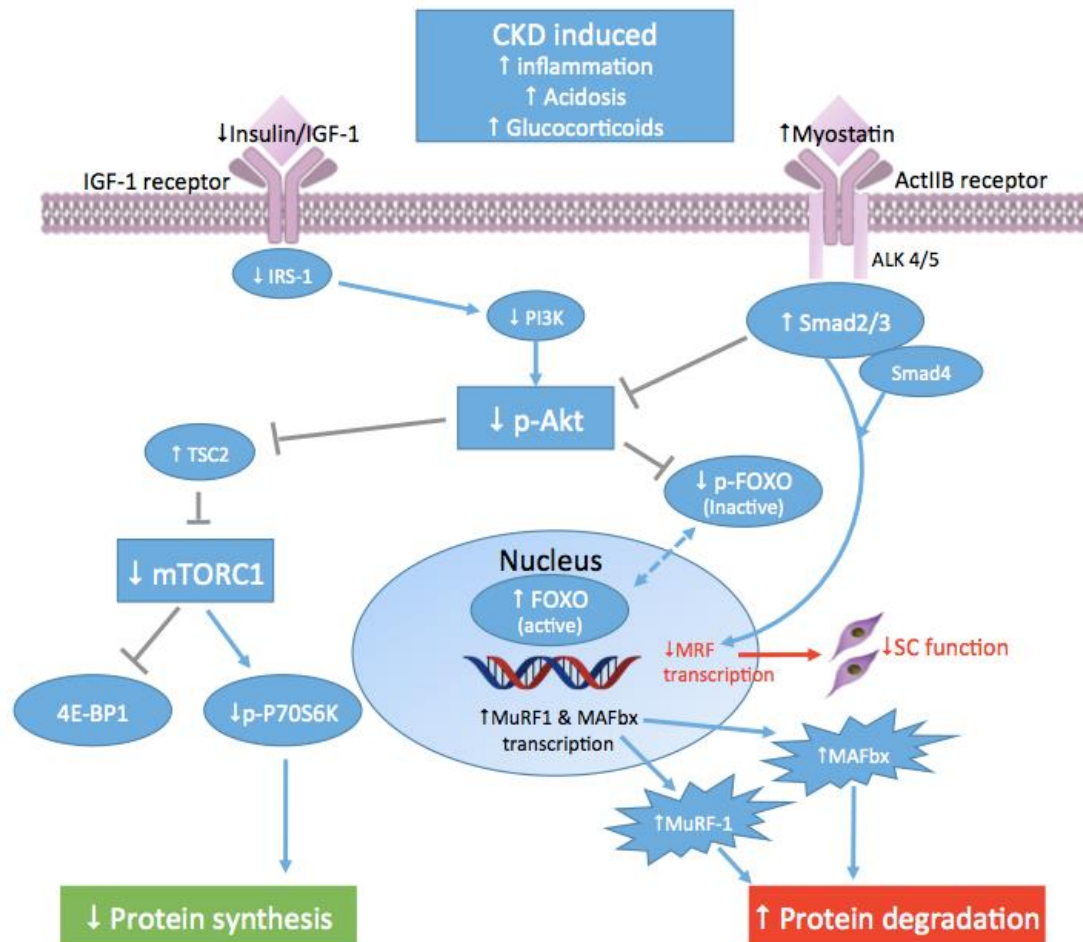 CKD induced
↑ inflammation
↑ Acidosis
↑ Glucocorticoids
↓Insulin/IGF-1
↑Myostatin
IGF-1 receptor
ActIIB receptor
ALK 4/5
↓ IRS-1
↓ PI3K
↑ Smad2/3
Smad4
↓ p-Akt
↑ TSC2
↓ p-FOXO
(Inactive)
↓ mTORC1
Nucleus
↑ FOXO
(active)
↓MRF
transcription
↓SC function
4E-BP1
↓p-P70S6K
↑MuRF1 & MAFbx
transcription
↑MAFbx
↑MuRF-1
↓ Protein synthesis
↑ Protein degradation